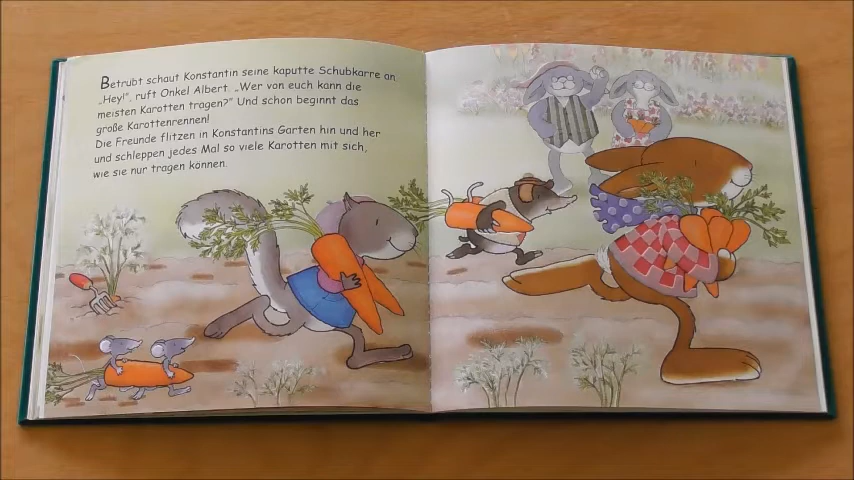 Betrübt schaut Konstantin seine kaputte Schubkarre an.
„Hey!“, ruft Onkel Albert. „Wer von euch kann die
meisten Karotten tragen?“ Und schon beginnt das
große Karottenrennen!
Die Freunde flitzen in Konstantins Garten hin und her
und schleppen jedes Mal so viele Karotten mit sich,
wie sie nur tragen können.